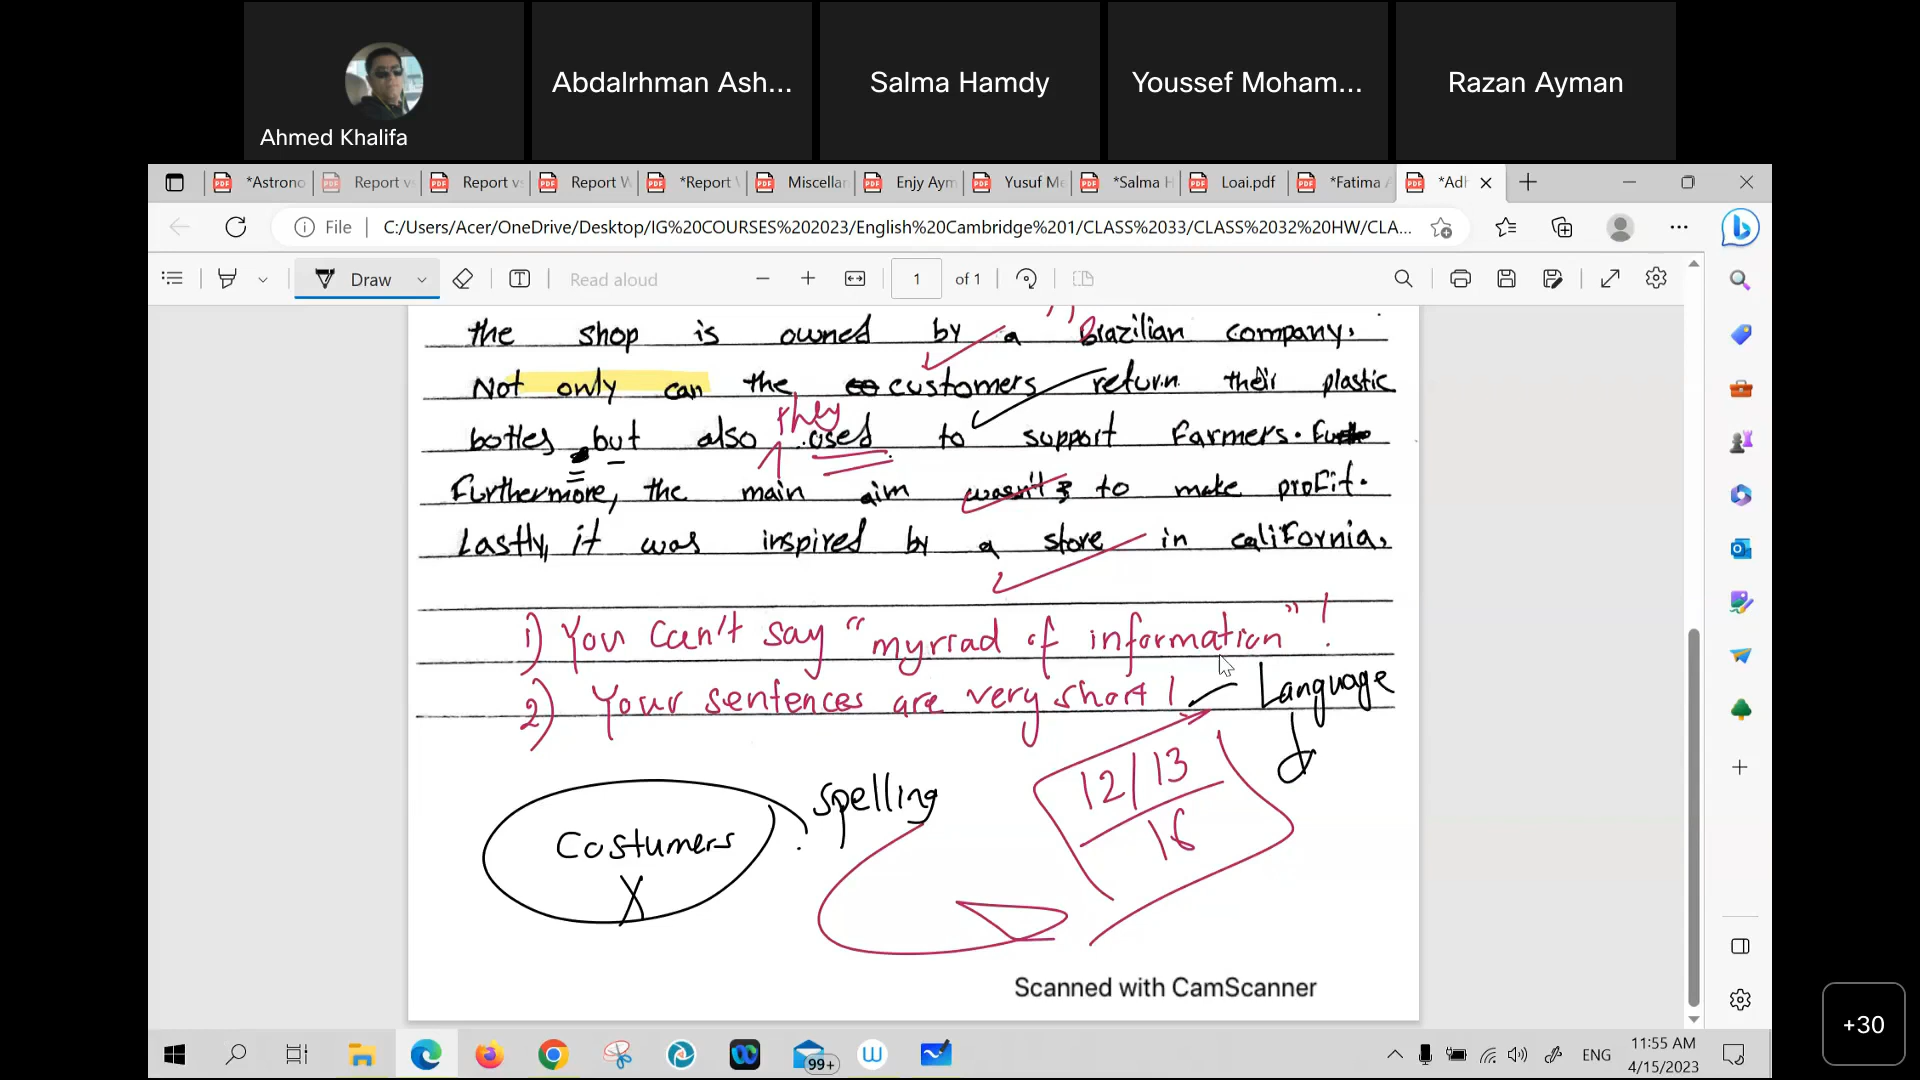 Abdalrhman Ash... Salma Hamdy Youssef Moham... Razan Ayman
Ahmed Khalifa
*Astrono Report vs Report vs Report W *Report Miscellar Enjy Aym Yusuf Me *Salma H Loai.pdf *Fatima A *Adl
File C:/Users/Acer/OneDrive/Desktop/IG%20COURSES%202023/English%20Cambridge%201/CLASS%2033/CLASS%2032%20HW/CLA...
Draw Read aloud 1 of 1
the shop is owned by a Brazilian company.
Not only can the customers return their plastic
they
bottles but also used to support Farmers.
Furthermore, the main aim wasn't to make profit.
Lastly, it was inspired by a store in california.
1) You can't say "myriad of information"!
2) Your sentences are very short! Language
12/13
16
spelling
Costumers
X
Scanned with CamScanner
+30
99+
ENG
11:55 AM
4/15/2023